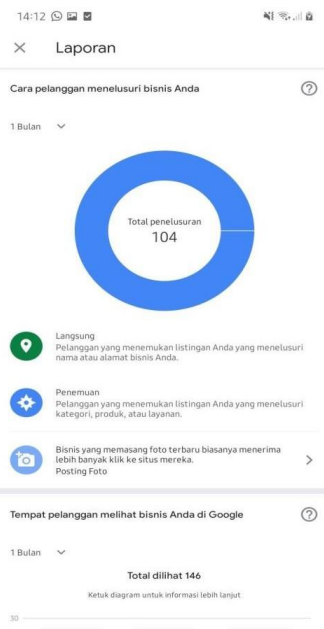 14:12
Laporan
Cara pelanggan menelusuri bisnis Anda
1 Bulan
Total penelusuran
104
Langsung
Pelanggan yang menemukan listingan Anda yang menelusuri
nama atau alamat bisnis Anda.
Penemuan
Pelanggan yang menemukan listingan Anda yang menelusuri
kategori, produk, atau layanan.
Bisnis yang memasang foto terbaru biasanya menerima
lebih banyak klik ke situs mereka.
Posting Foto
Tempat pelanggan melihat bisnis Anda di Google
1 Bulan
Total dilihat 146
Ketuk diagram untuk informasi lebih lanjut
30